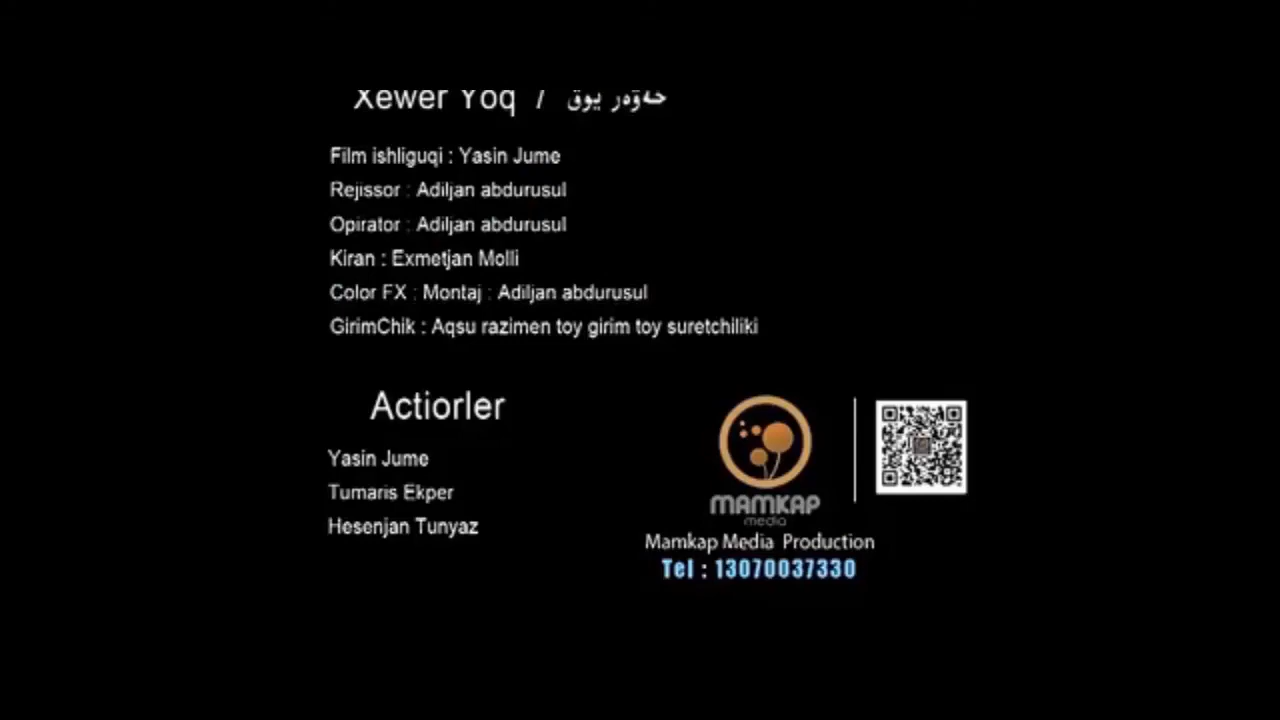 Xewer Yoq / خەۋەر يوق
Film ishliguqi : Yasin Jume
Rejissor : Adiljan abdurusul
Opirator : Adiljan abdurusul
Kiran : Exmetjan Molli
Color FX : Montaj : Adiljan abdurusul
GirimChik : Aqsu razimen toy girim toy suretchiliki
Actiorler
Yasin Jume
Tumaris Ekper
Hesenjan Tunyaz
MAMKAP
media
Mamkap Media Production
Tel : 13070037330